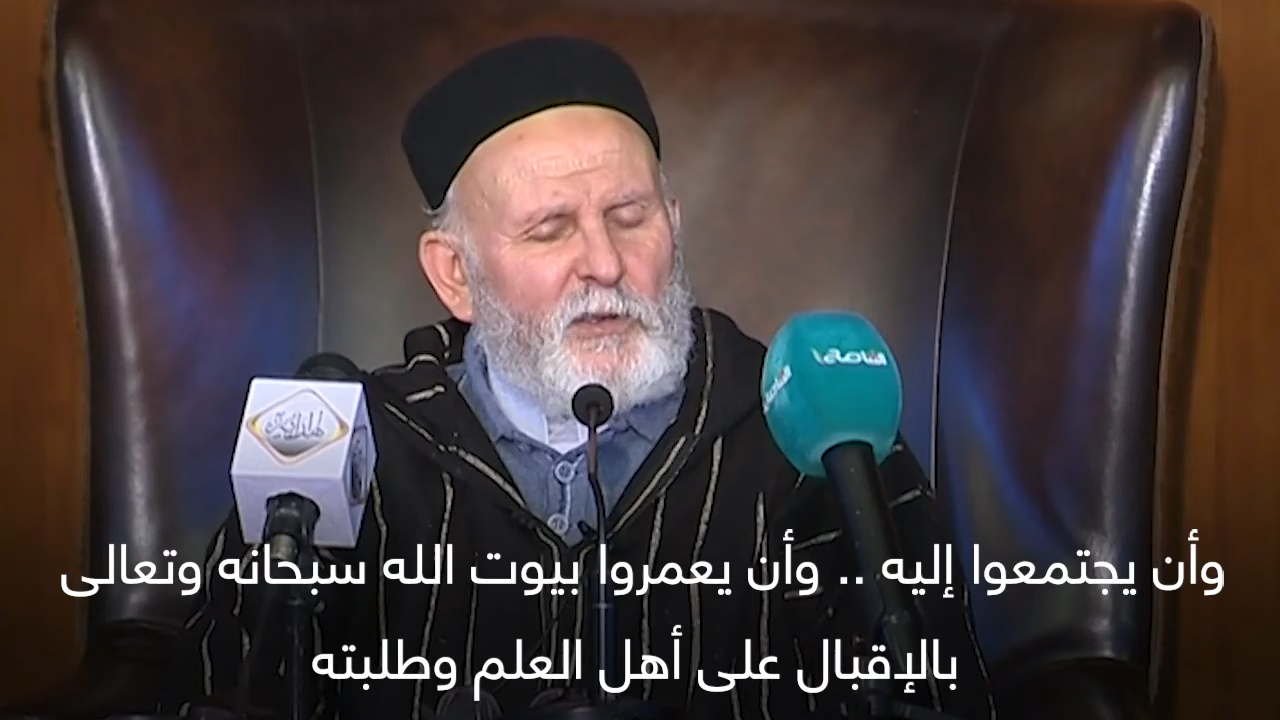 وأن يجتمعوا إليه .. وأن يعمروا بيوت الله سبحانه وتعالى
بالإقبال على أهل العلم وطلبته